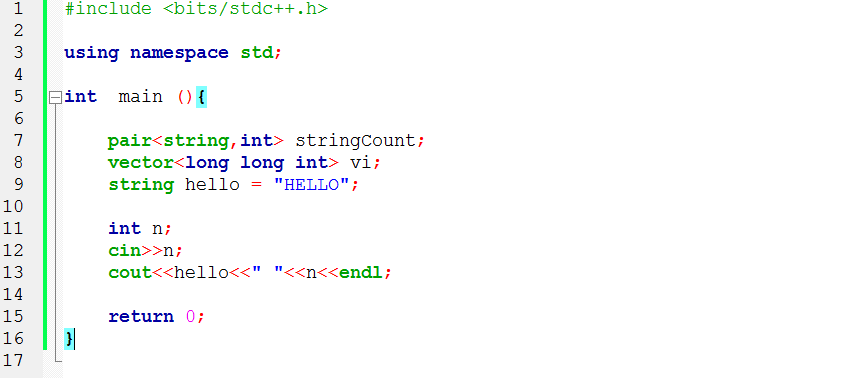 1 #include <bits/stdc++.h>
2
3 using namespace std;
4
5 int  main (){
6
7     pair<string,int> stringCount;
8     vector<long long int> vi;
9     string hello = "HELLO";
10
11     int n;
12     cin>>n;
13     cout<<hello<<" "<<n<<endl;
14
15     return 0;
16 }
17